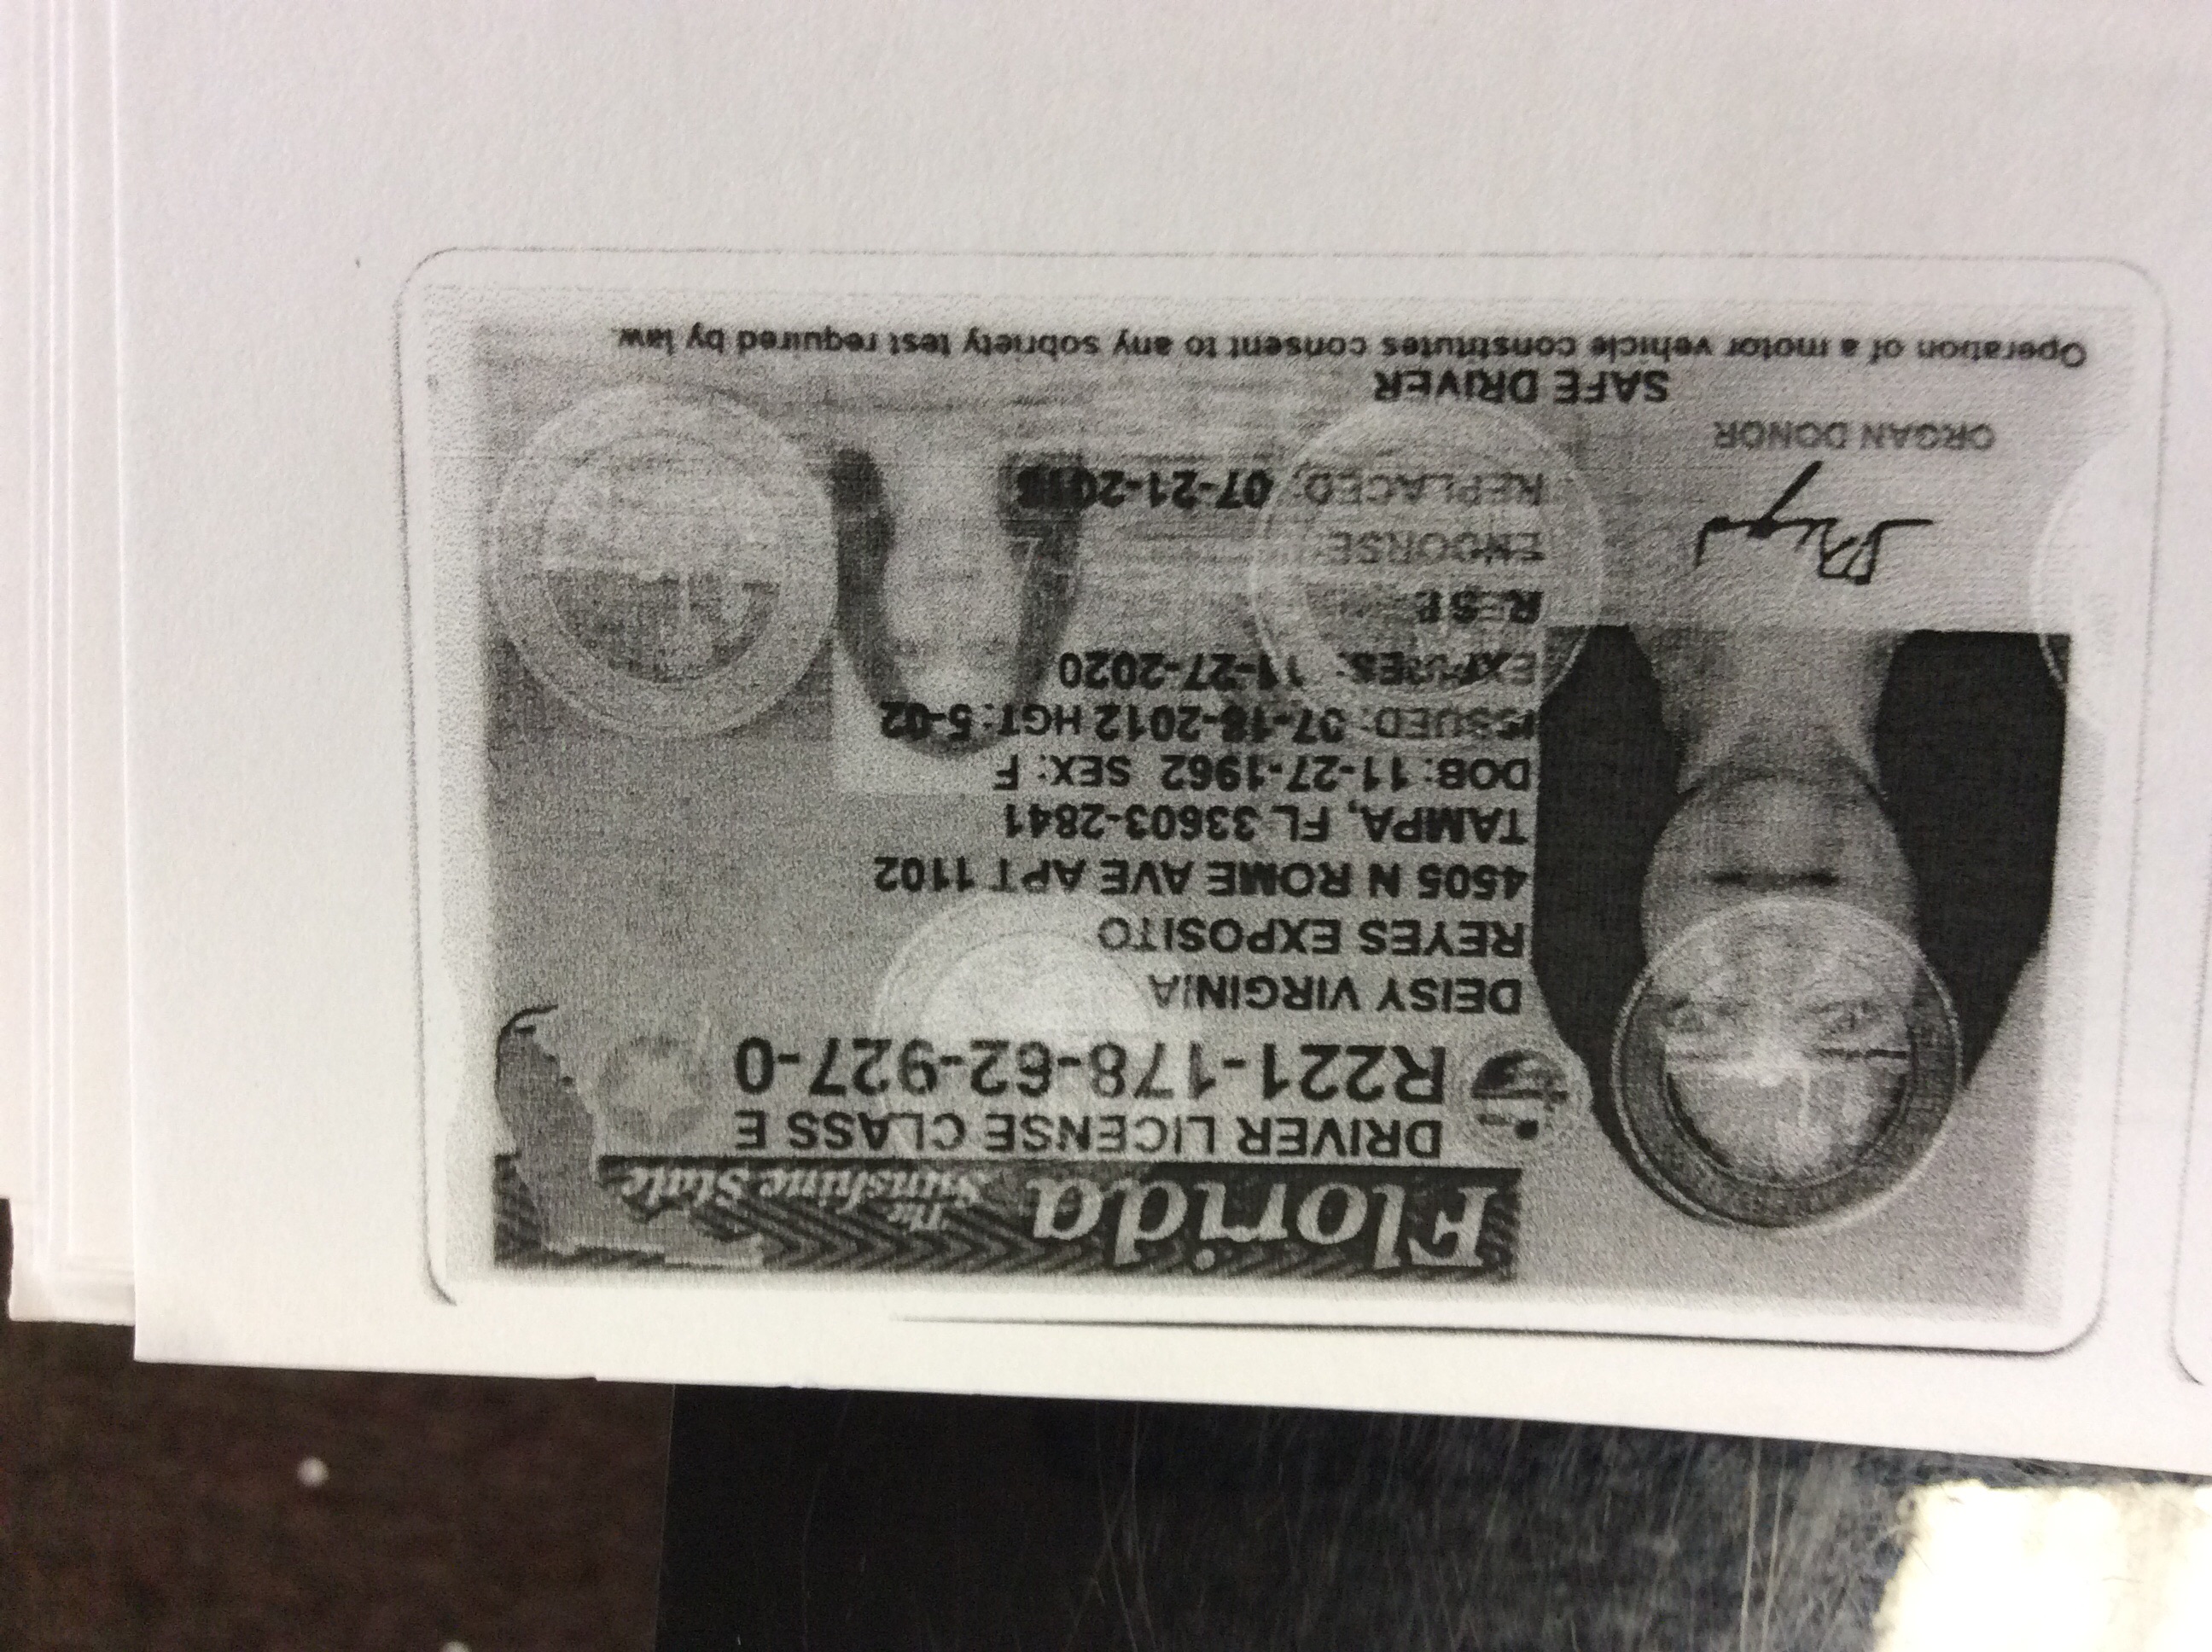 Florida The Sunshine State
DRIVER LICENSE CLASS E
R221-178-62-927-0
DEISY VIRGINIA
REYES EXPOSITO
4505 N ROME AVE APT 1102
TAMPA, FL 33603-2841
DOB: 11-27-1962 SEX: F
ISSUED: 07-18-2012 HGT: 5-02
EXPIRES: 11-27-2020
REST
ENDORSE
REPLACED:
ORGAN DONOR
SAFE DRIVER
Operation of a motor vehicle constitutes consent to any sobriety test required by law.